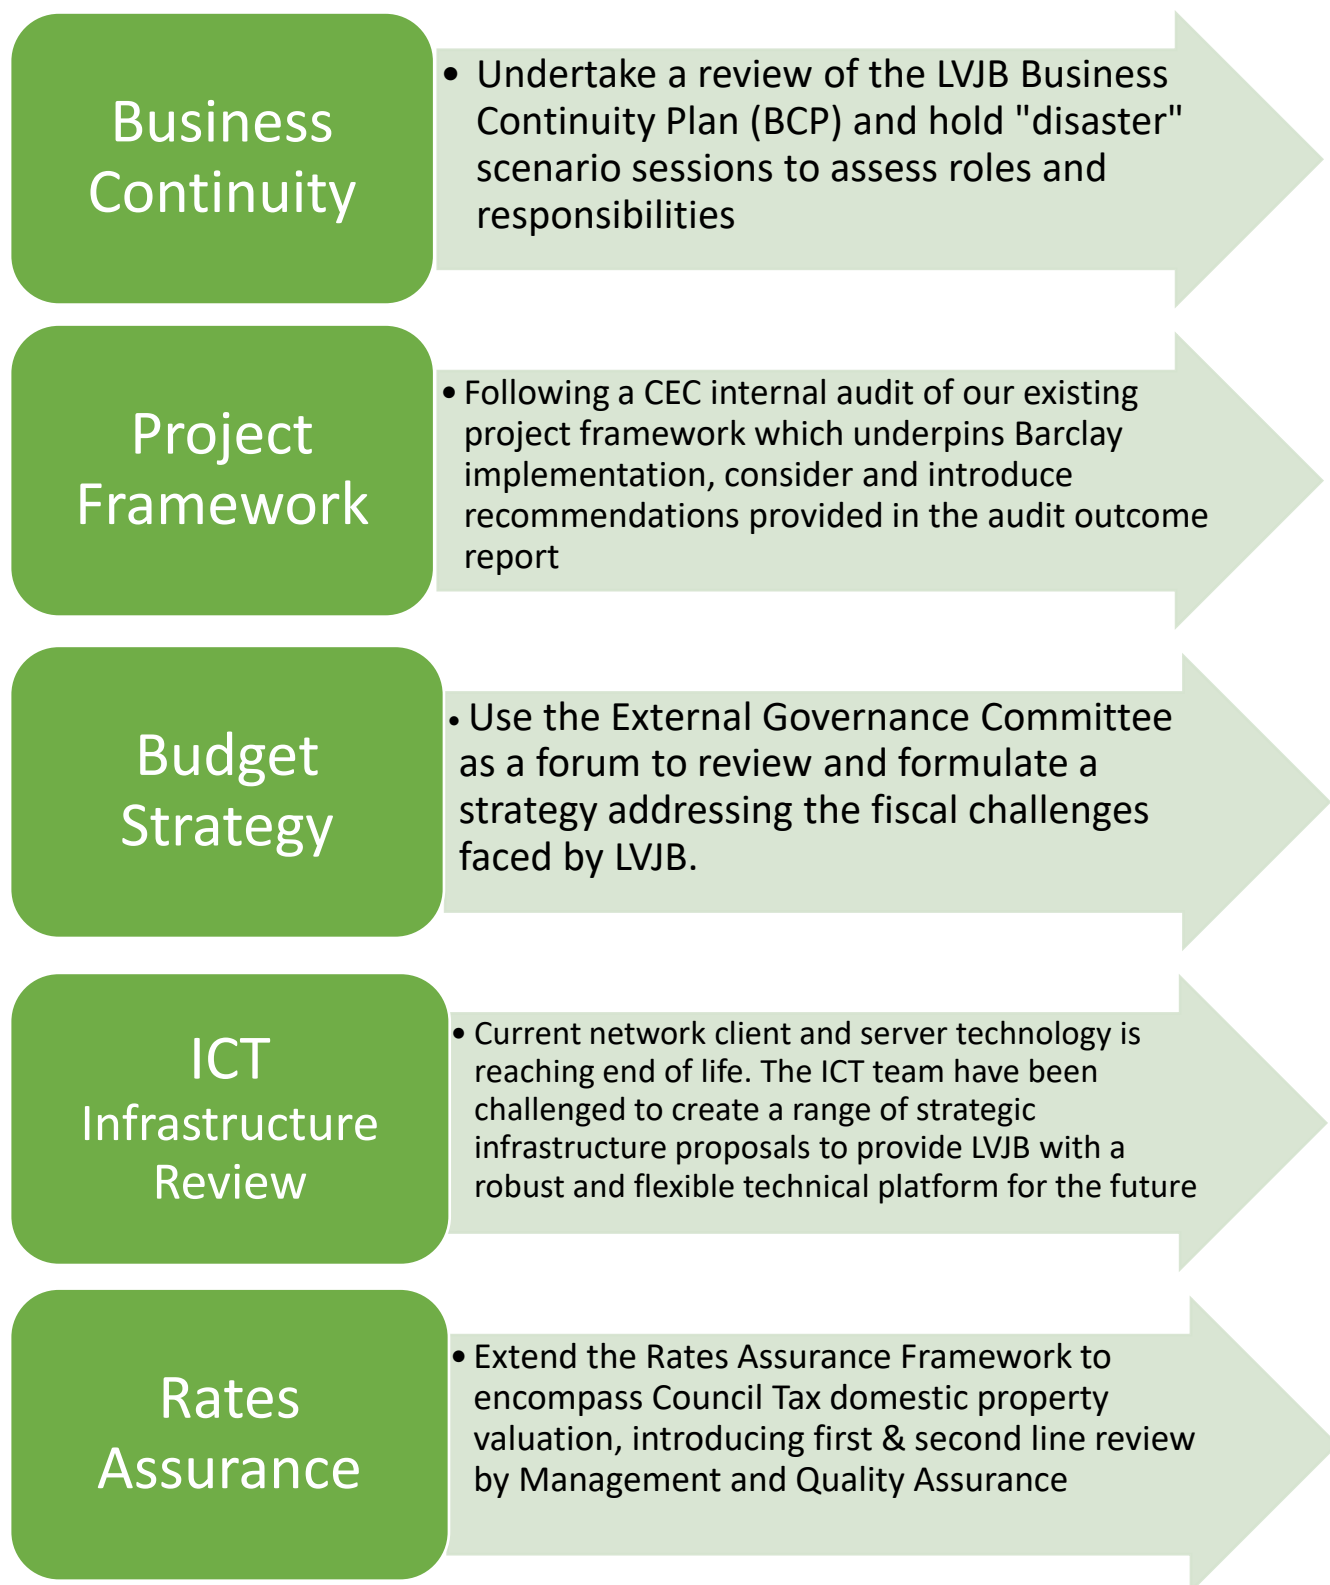 Business
Continuity
• Undertake a review of the LVJB Business
Continuity Plan (BCP) and hold "disaster"
scenario sessions to assess roles and
responsibilities
Project
Framework
• Following a CEC internal audit of our existing
project framework which underpins Barclay
implementation, consider and introduce
recommendations provided in the audit outcome
report
Budget
Strategy
• Use the External Governance Committee
as a forum to review and formulate a
strategy addressing the fiscal challenges
faced by LVJB.
ICT
Infrastructure
Review
• Current network client and server technology is
reaching end of life. The ICT team have been
challenged to create a range of strategic
infrastructure proposals to provide LVJB with a
robust and flexible technical platform for the future
Rates
Assurance
• Extend the Rates Assurance Framework to
encompass Council Tax domestic property
valuation, introducing first & second line review
by Management and Quality Assurance